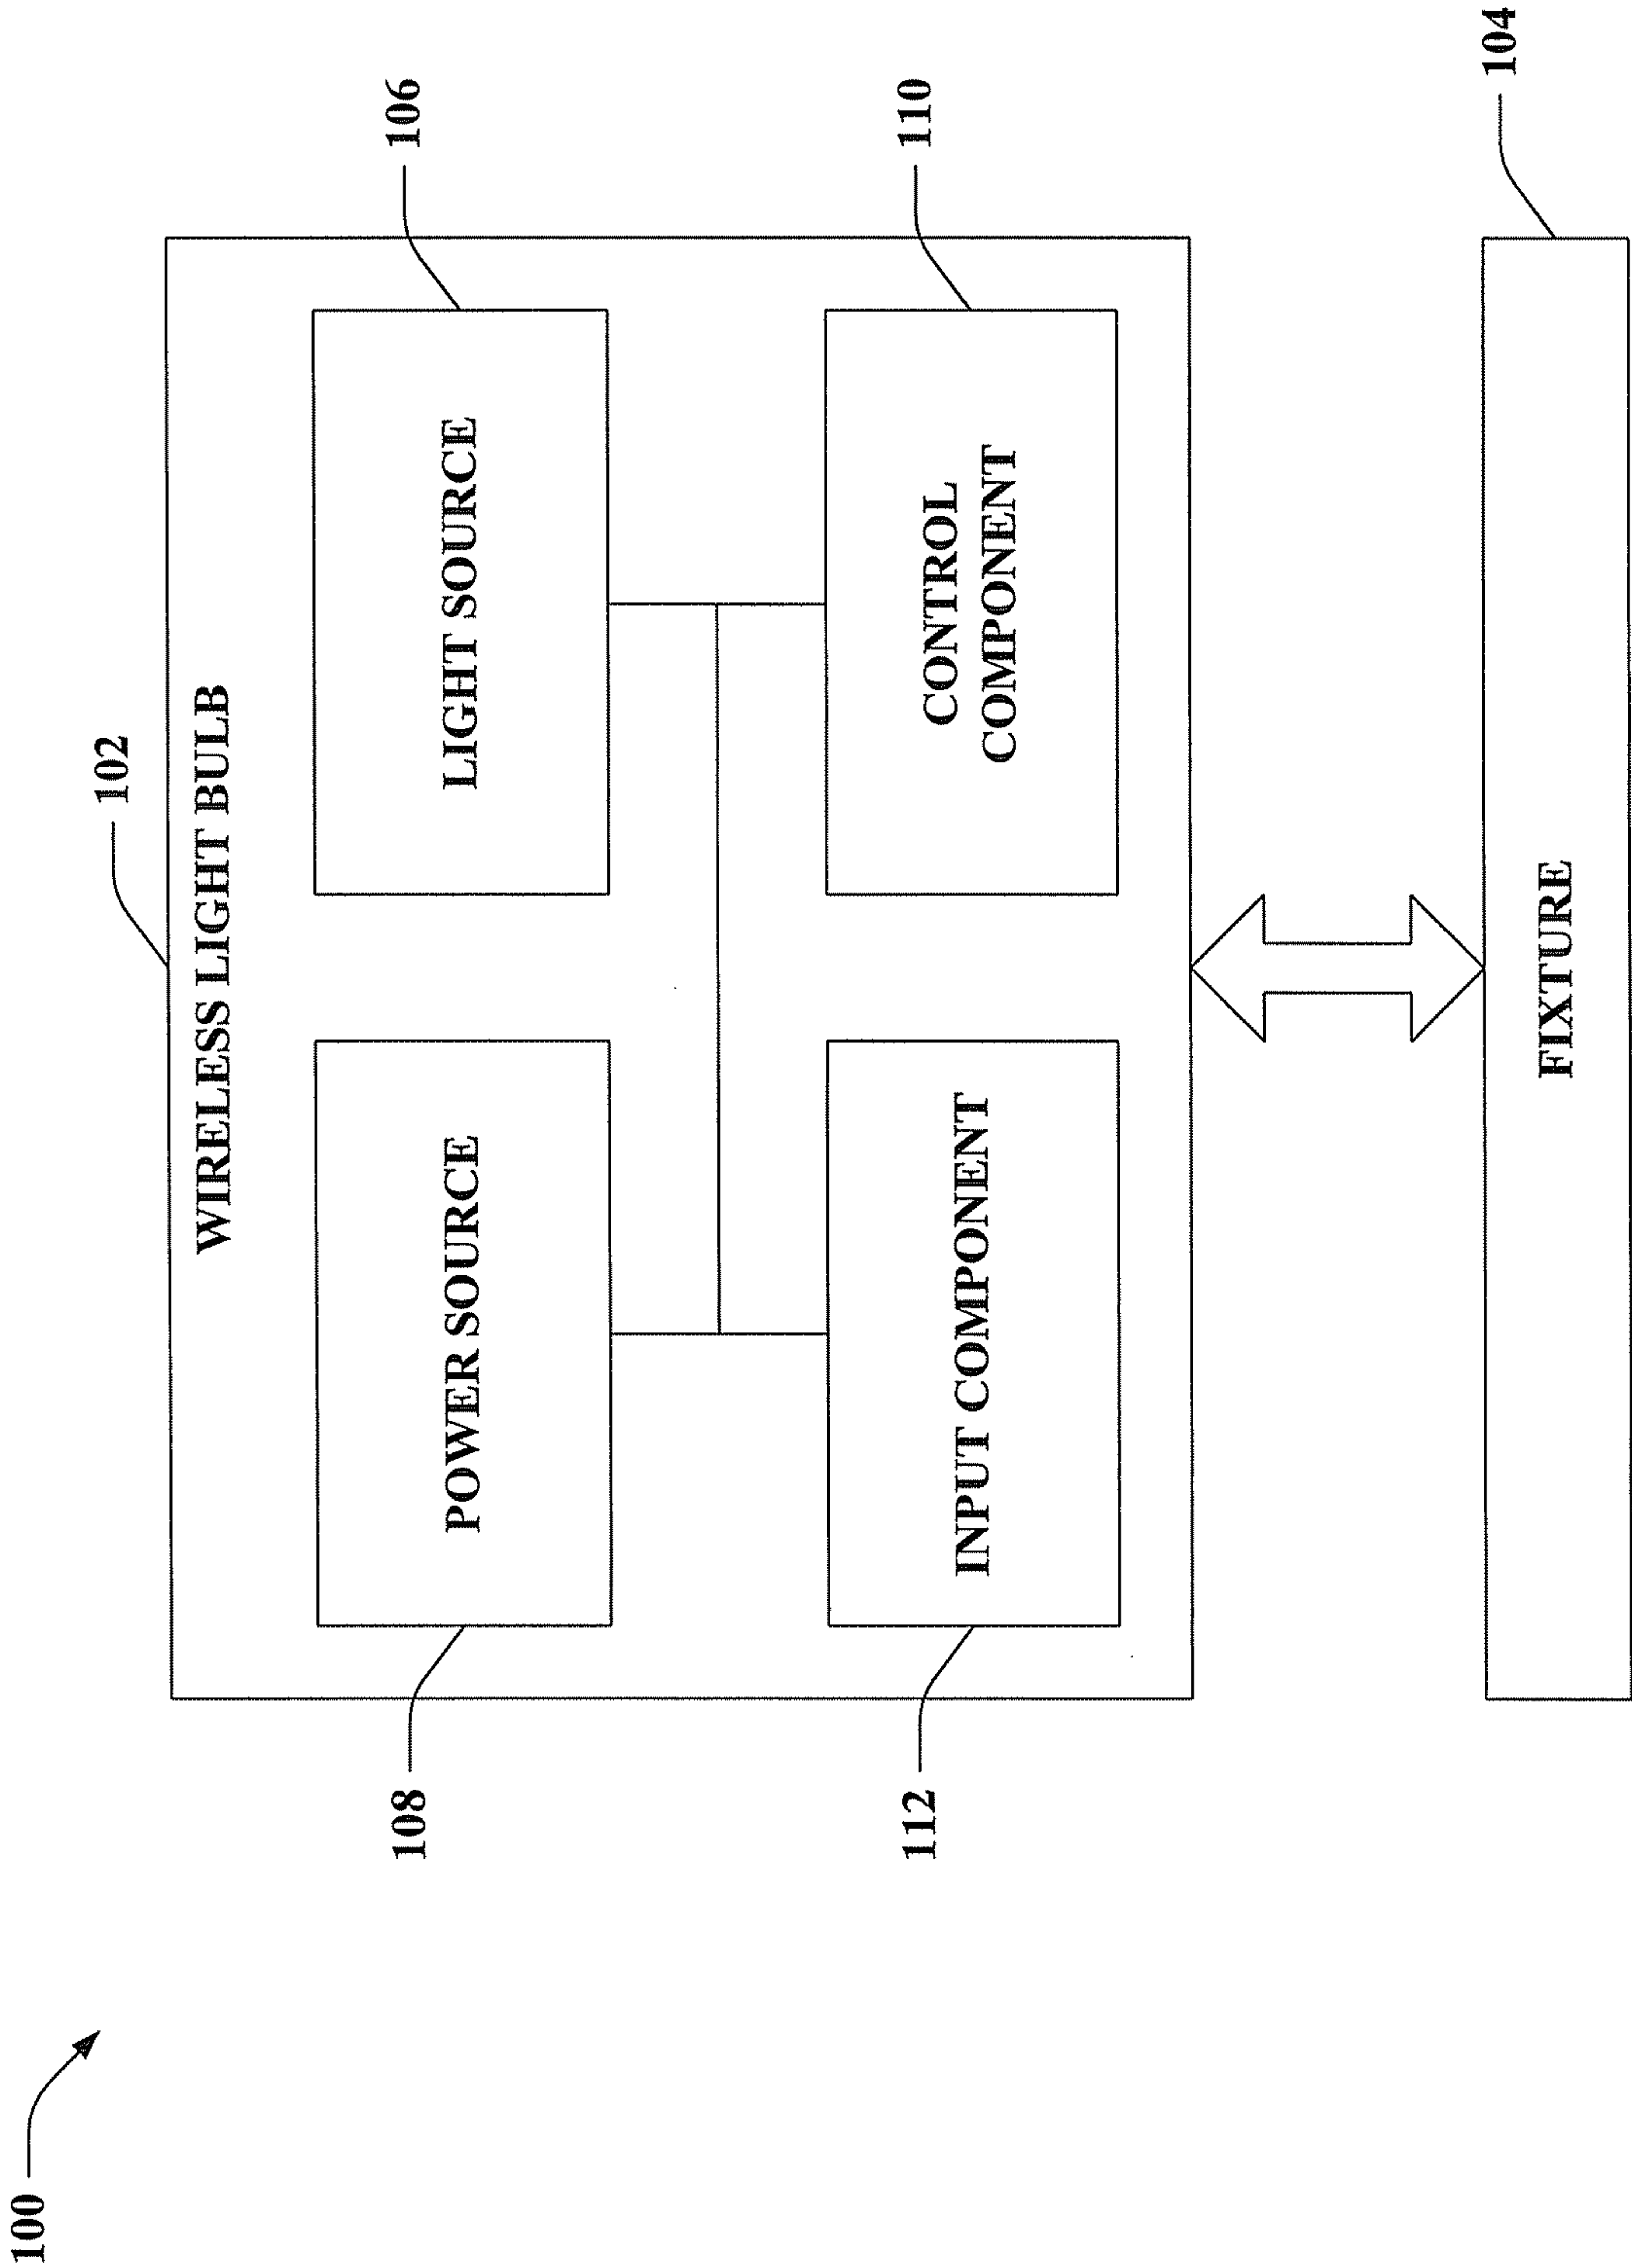 100
102
WIRELESS LIGHT BULB
108
POWER SOURCE
LIGHT SOURCE
106
112
INPUT COMPONENT
CONTROL
COMPONENT
110
104
FIXTURE